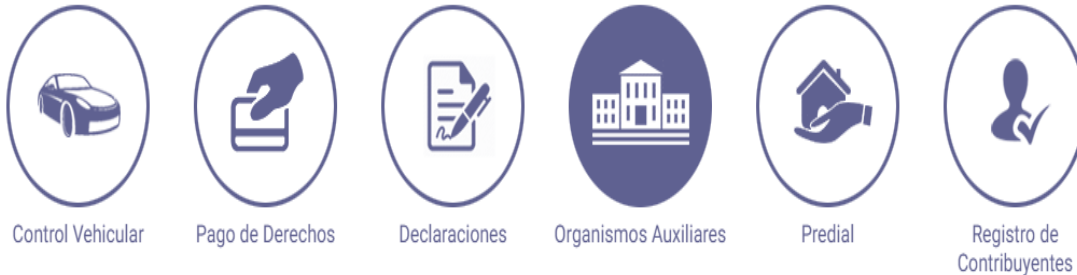 Control Vehicular
Pago de Derechos
Declaraciones
Organismos Auxiliares
Predial
Registro de
Contribuyentes